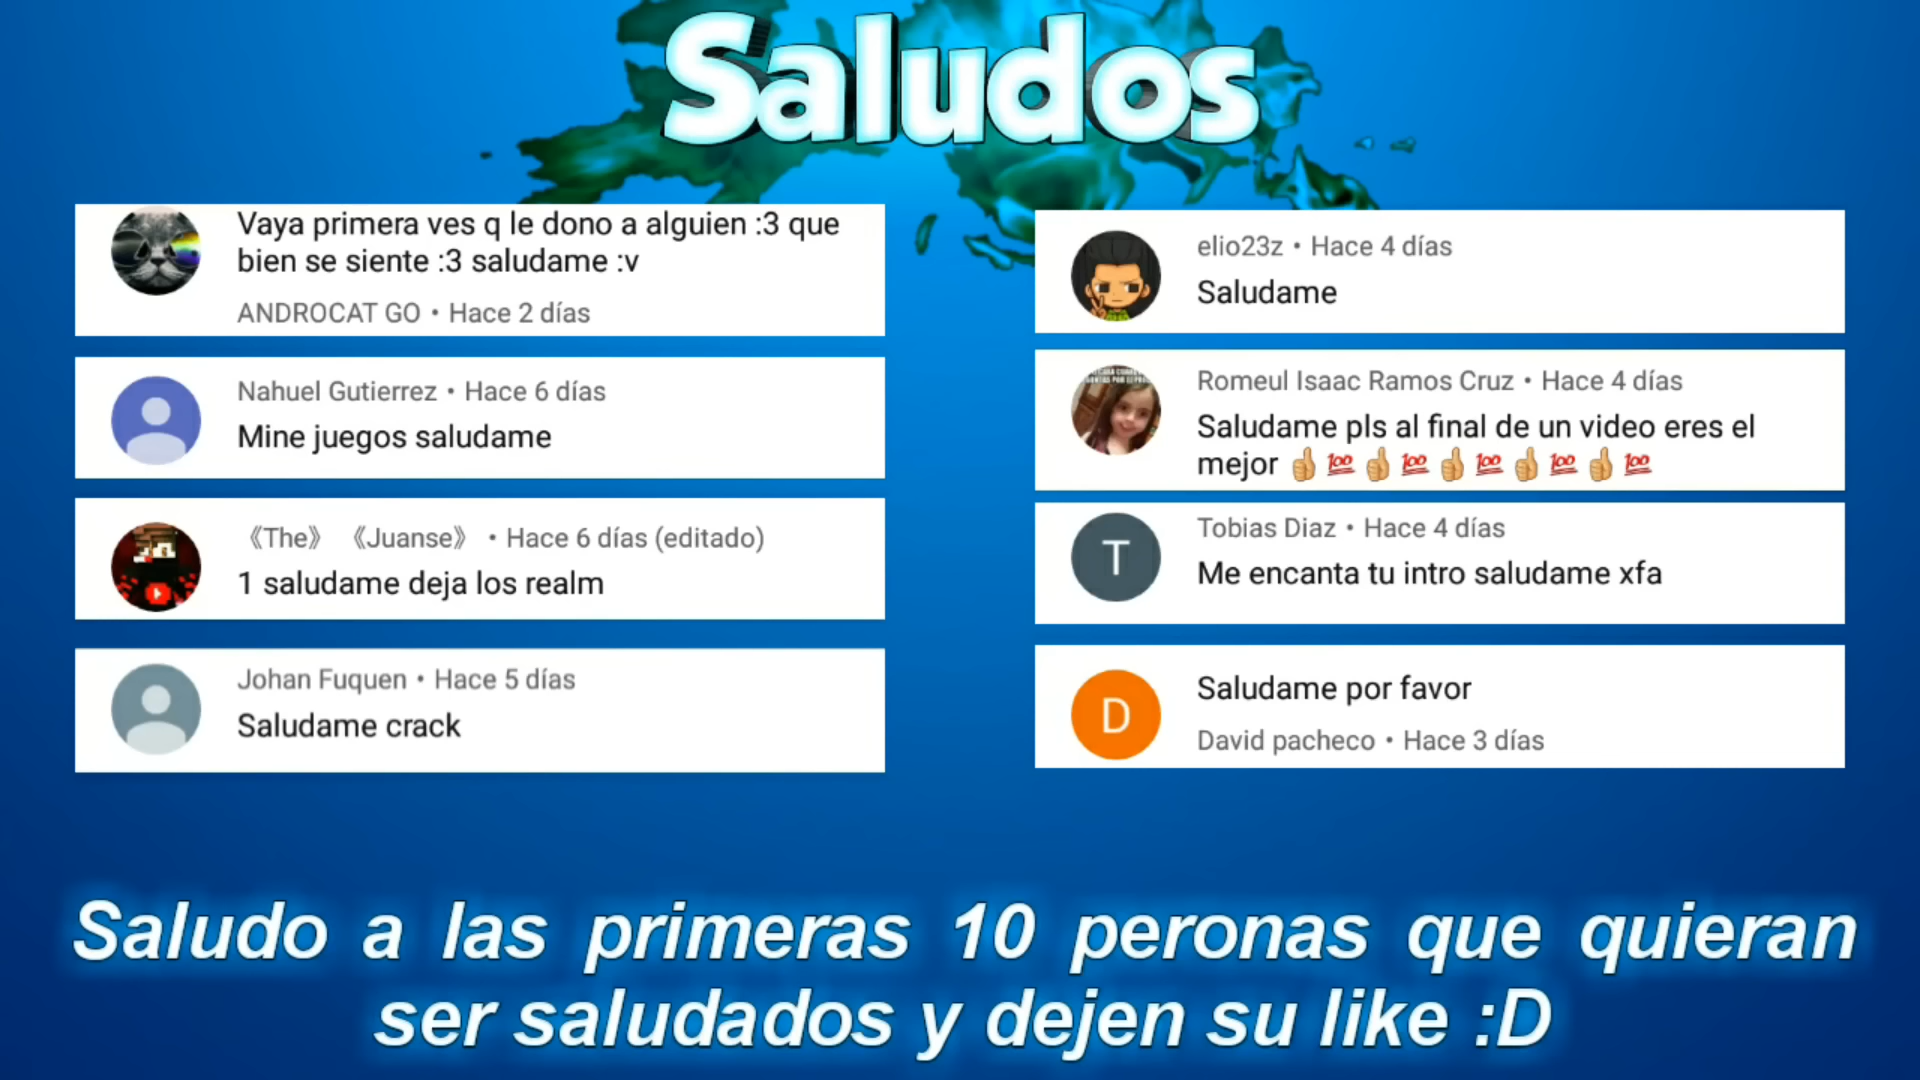 Saludos
Vaya primera ves q le dono a alguien :3 que
bien se siente :3 saludame :v
ANDROCAT GO • Hace 2 días
Nahuel Gutierrez • Hace 6 días
Mine juegos saludame
《The》 《Juanse》 • Hace 6 días (editado)
1 saludame deja los realm
Johan Fuquen • Hace 5 días
Saludame crack
elio23z • Hace 4 días
Saludame
Romeul Isaac Ramos Cruz • Hace 4 días
Saludame pls al final de un video eres el
mejor 👍💯👍💯👍💯👍💯👍💯
T
Tobias Diaz • Hace 4 días
Me encanta tu intro saludame xfa
D
Saludame por favor
David pacheco • Hace 3 días
Saludo a las primeras 10 peronas que quieran
ser saludados y dejen su like :D